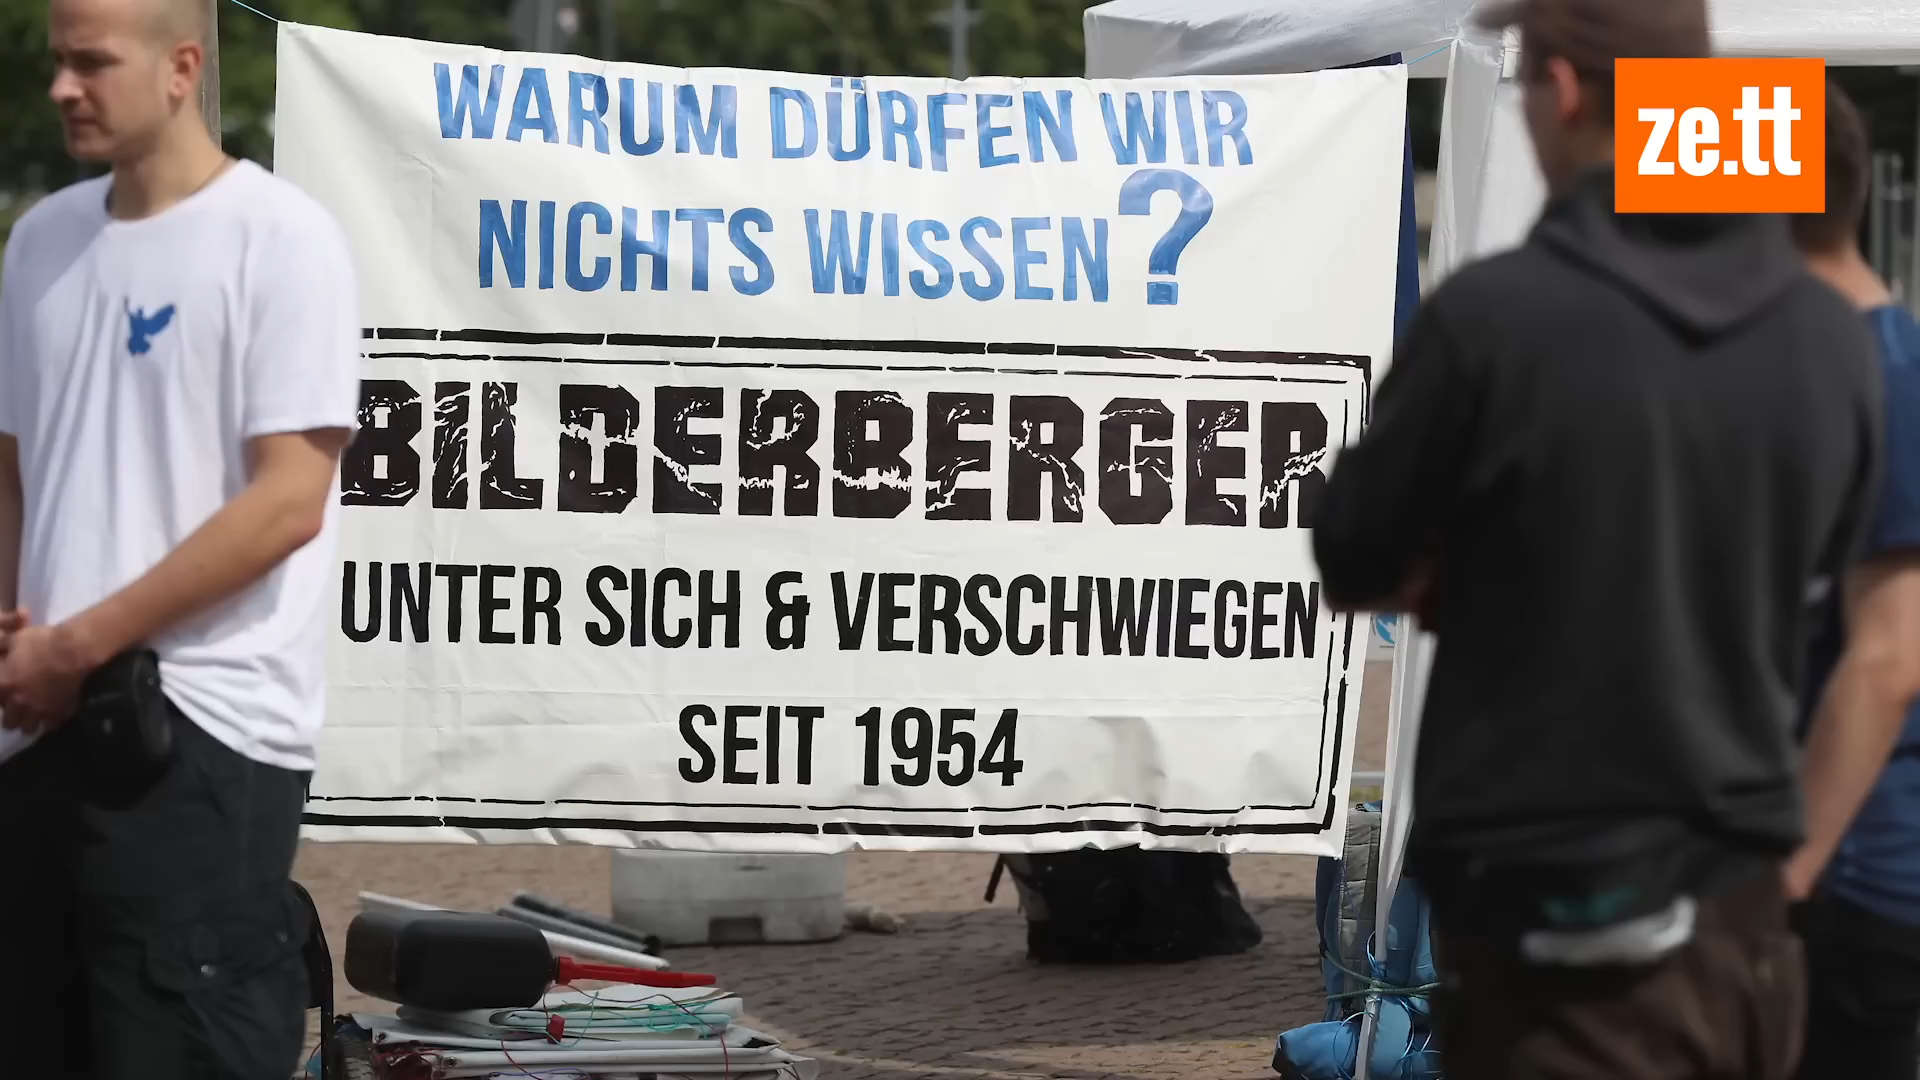 WARUM DÜRFEN WIR
NICHTS WISSEN?
BILDERBERGER
UNTER SICH & VERSCHWIEGEN
SEIT 1954
ze.tt